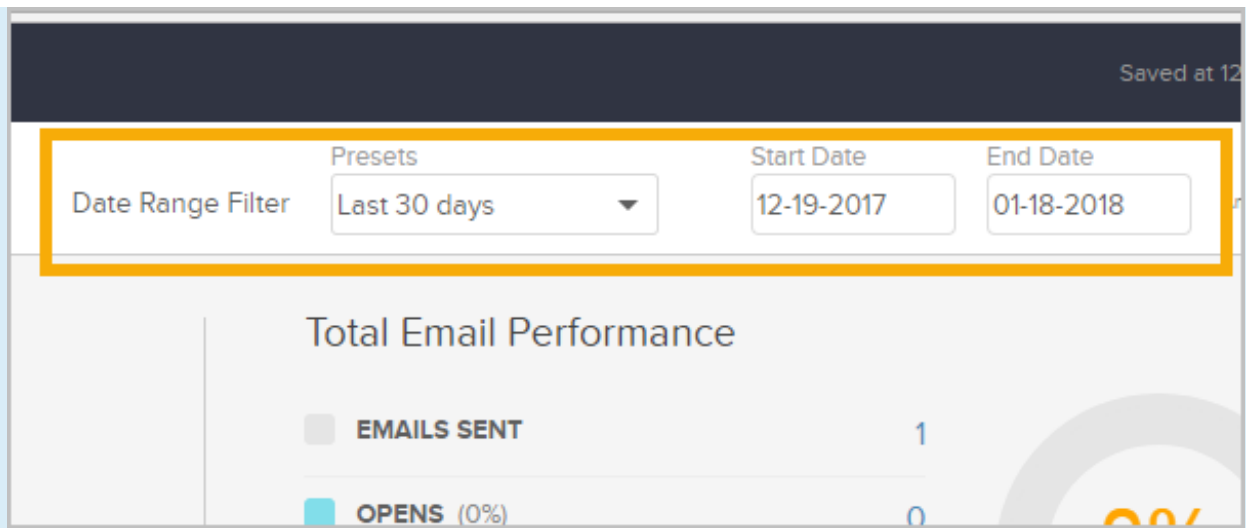 Saved at 12
Presets Start Date End Date
Date Range Filter Last 30 days 12-19-2017 01-18-2018
Total Email Performance
EMAILS SENT 1
OPENS (0%) 0
0%